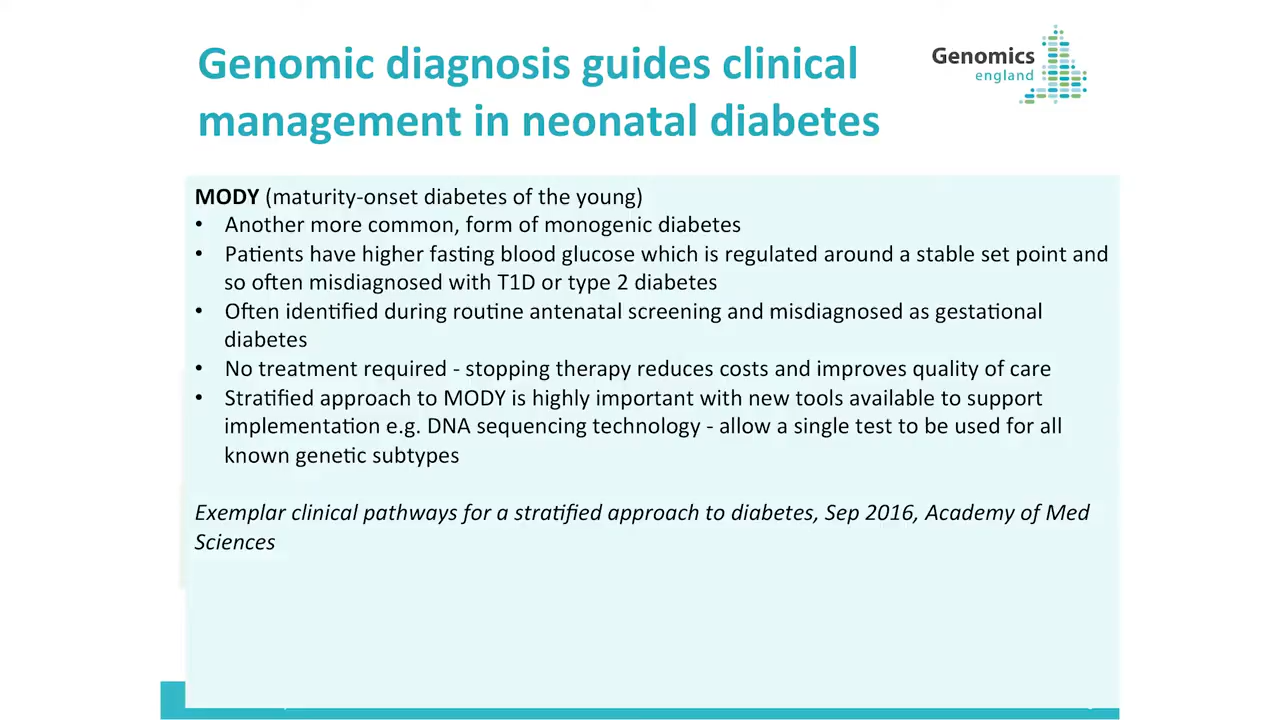 Genomic diagnosis guides clinical
management in neonatal diabetes
Genomics
england
MODY (maturity-onset diabetes of the young)
• Another more common, form of monogenic diabetes
• Patients have higher fasting blood glucose which is regulated around a stable set point and
so often misdiagnosed with T1D or type 2 diabetes
• Often identified during routine antenatal screening and misdiagnosed as gestational
diabetes
• No treatment required - stopping therapy reduces costs and improves quality of care
• Stratified approach to MODY is highly important with new tools available to support
implementation e.g. DNA sequencing technology - allow a single test to be used for all
known genetic subtypes
Exemplar clinical pathways for a stratified approach to diabetes, Sep 2016, Academy of Med
Sciences